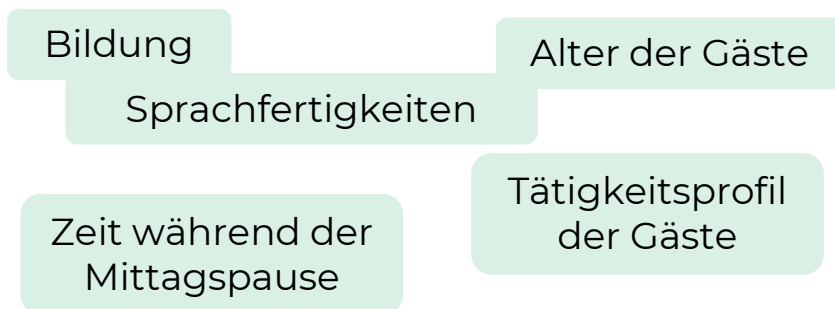 Bildung
Alter der Gäste
Sprachfertigkeiten
Tätigkeitsprofil
der Gäste
Zeit während der
Mittagspause